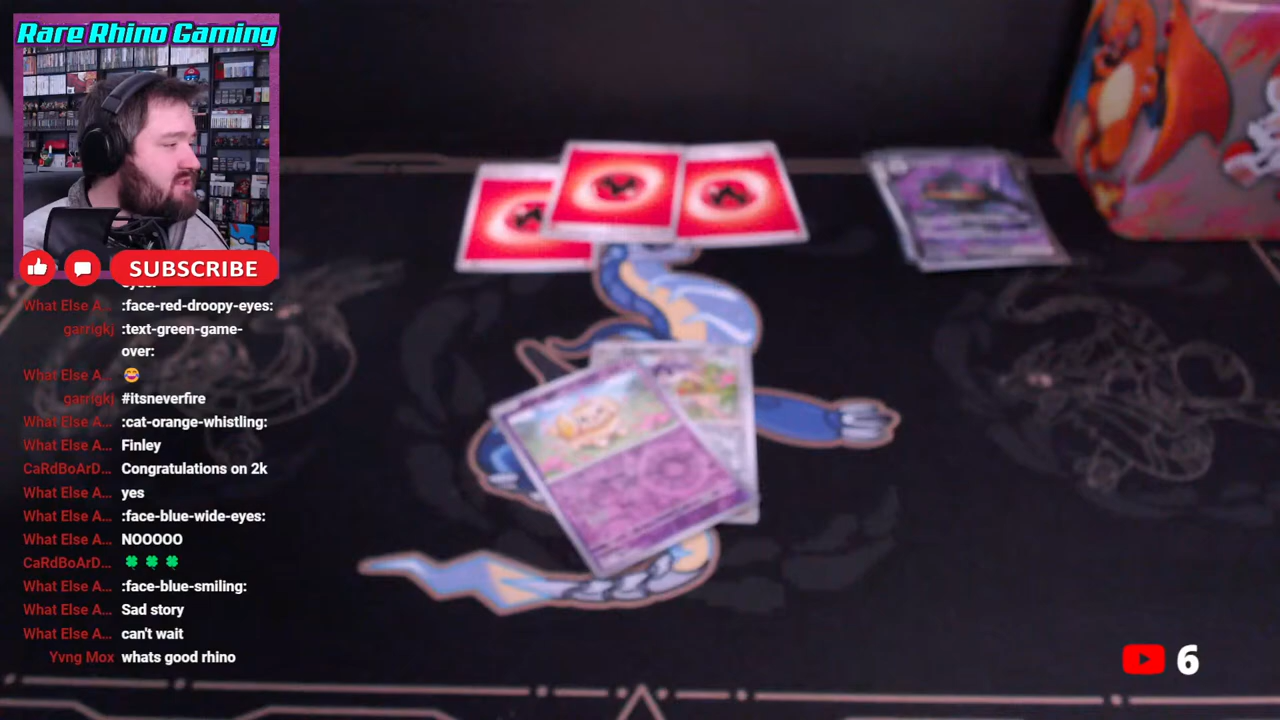 Rare Rhino Gaming
SUBSCRIBE
What Else A... :face-red-droopy-eyes:
garrigkj :text-green-game-
over:
What Else A... 😂
garrigkj #itsneverfire
What Else A... :cat-orange-whistling:
What Else A... Finley
CaRdBoArD... Congratulations on 2k
What Else A... yes
What Else A... :face-blue-wide-eyes:
What Else A... NOOOOO
CaRdBoArD... 🍀 🍀 🍀
What Else A... :face-blue-smiling:
What Else A... Sad story
What Else A... can't wait
Yvng Mox whats good rhino
6